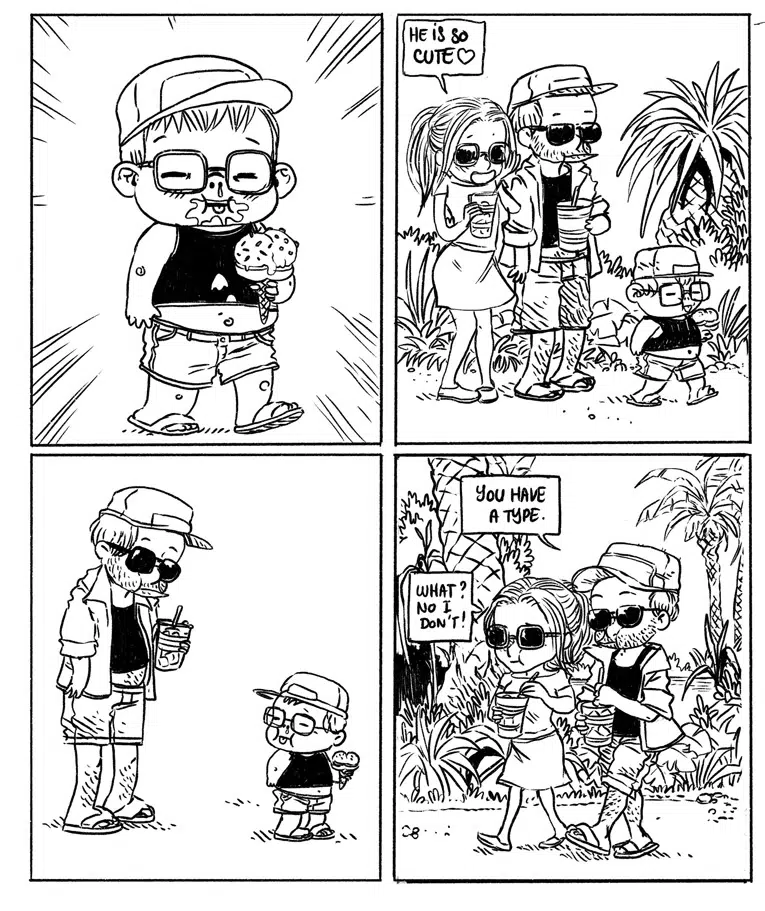 HE IS SO
CUTE♡
YOU HAVE
A TYPE.
WHAT?
NO I
DON'T!